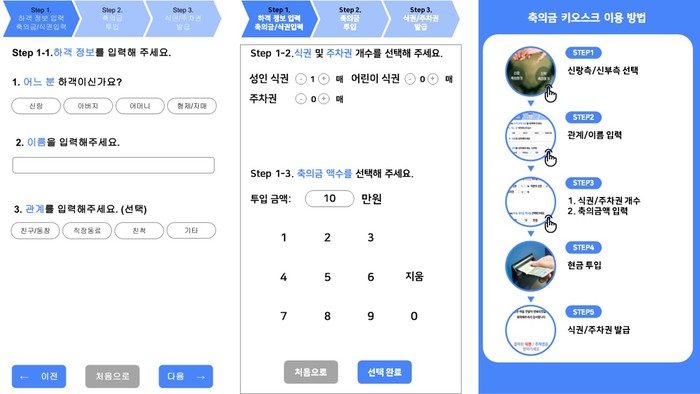 Step 1.
하객 정보 입력
축의금/식권입력
Step 2.
축의금
투입
Step 3.
식권/주차권
발급
Step 1-1.하객 정보를 입력해 주세요.
1. 어느 분 하객이신가요?
신랑
아버지
어머니
형제/자매
2. 이름을 입력해주세요.
3. 관계를 입력해주세요. (선택)
친구/동창
직장동료
친척
기타
← 이전
처음으로
다음 →
Step 1.
하객 정보 입력
축의금/식권입력
Step 2.
축의금
투입
Step 3.
식권/주차권
발급
Step 1-2.식권 및 주차권 개수를 선택해 주세요.
성인 식권 - 1 + 매 어린이 식권 - 0 + 매
주차권 - 0 + 매
Step 1-3. 축의금 액수를 선택해 주세요.
투입 금액: 10 만원
1 2 3
4 5 6 지움
7 8 9 0
처음으로
선택 완료
축의금 키오스크 이용 방법
STEP1
신랑측/신부측 선택
STEP2
관계/이름 입력
STEP3
1. 식권/주차권 개수
2. 축의금액 입력
STEP4
현금 투입
STEP5
식권/주차권 발급